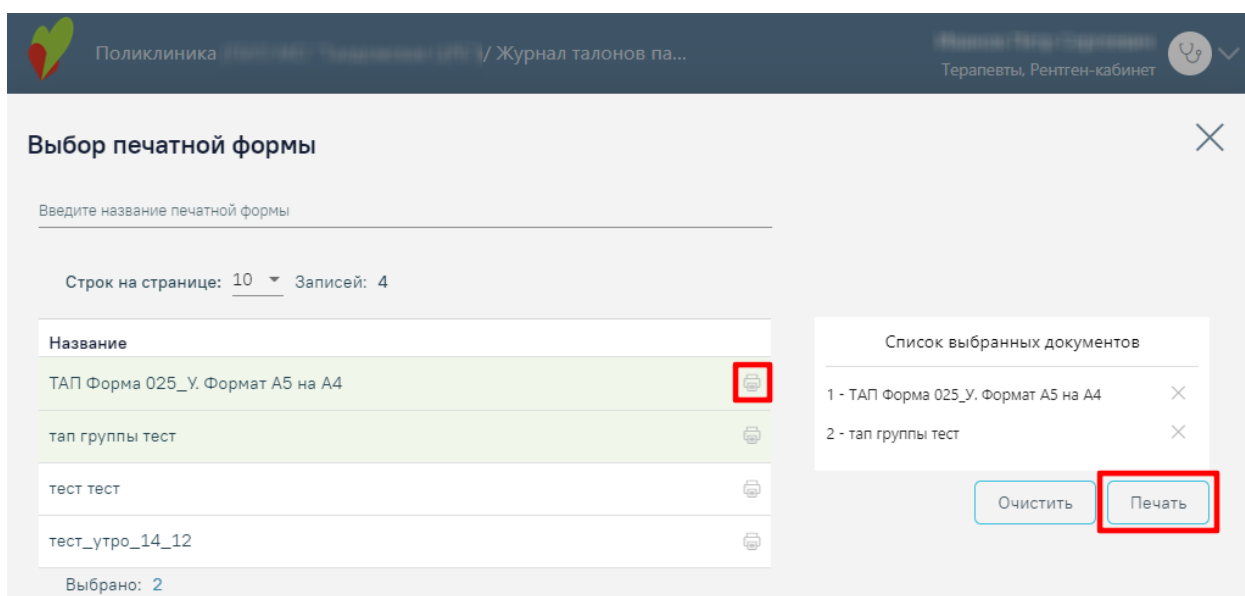 Поликлиника / Журнал талонов па...
Терапевты, Рентген-кабинет
Выбор печатной формы
Введите название печатной формы
Строк на странице: 10 Записей: 4
Название
ТАП Форма 025_У. Формат А5 на А4
тап группы тест
тест тест
тест_утро_14_12
Выбрано: 2
Список выбранных документов
1 - ТАП Форма 025_У. Формат А5 на А4
2 - тап группы тест
Очистить Печать